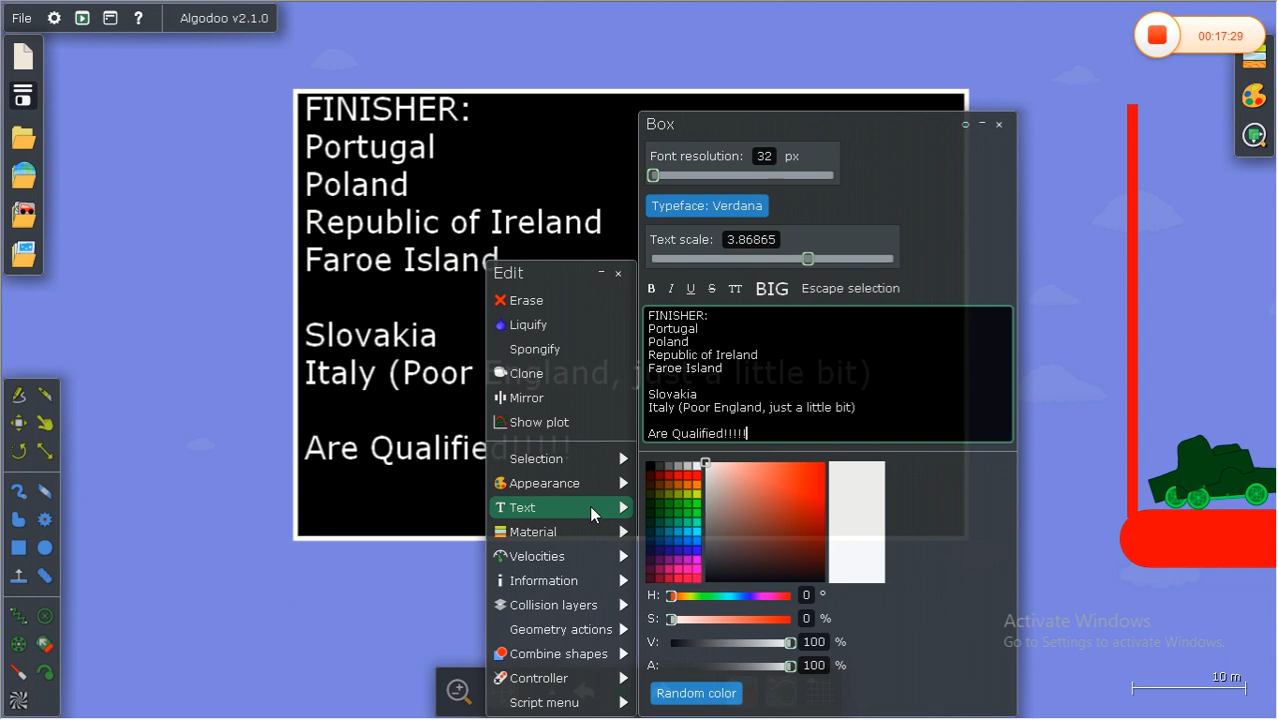 File
Algodoo v2.1.0
00:17:29
FINISHER:
Portugal
Poland
Republic of Ireland
Faroe Island
Slovakia
Italy (Poor England, just a little bit)
Are Qualified!!!!!
Edit
Erase
Liquify
Spongify
Clone
Mirror
Show plot
Selection
Appearance
Text
Material
Velocities
Information
Collision layers
Geometry actions
Combine shapes
Controller
Script menu
Box
Font resolution: 32 px
Typeface: Verdana
Text scale: 3.86865
B I U S TT BIG Escape selection
FINISHER:
Portugal
Poland
Republic of Ireland
Faroe Island
Slovakia
Italy (Poor England, just a little bit)
Are Qualified!!!!!
H: 0 °
S: 0 %
V: 100 %
A: 100 %
Random color
Activate Windows
Go to Settings to activate Windows.
10 m